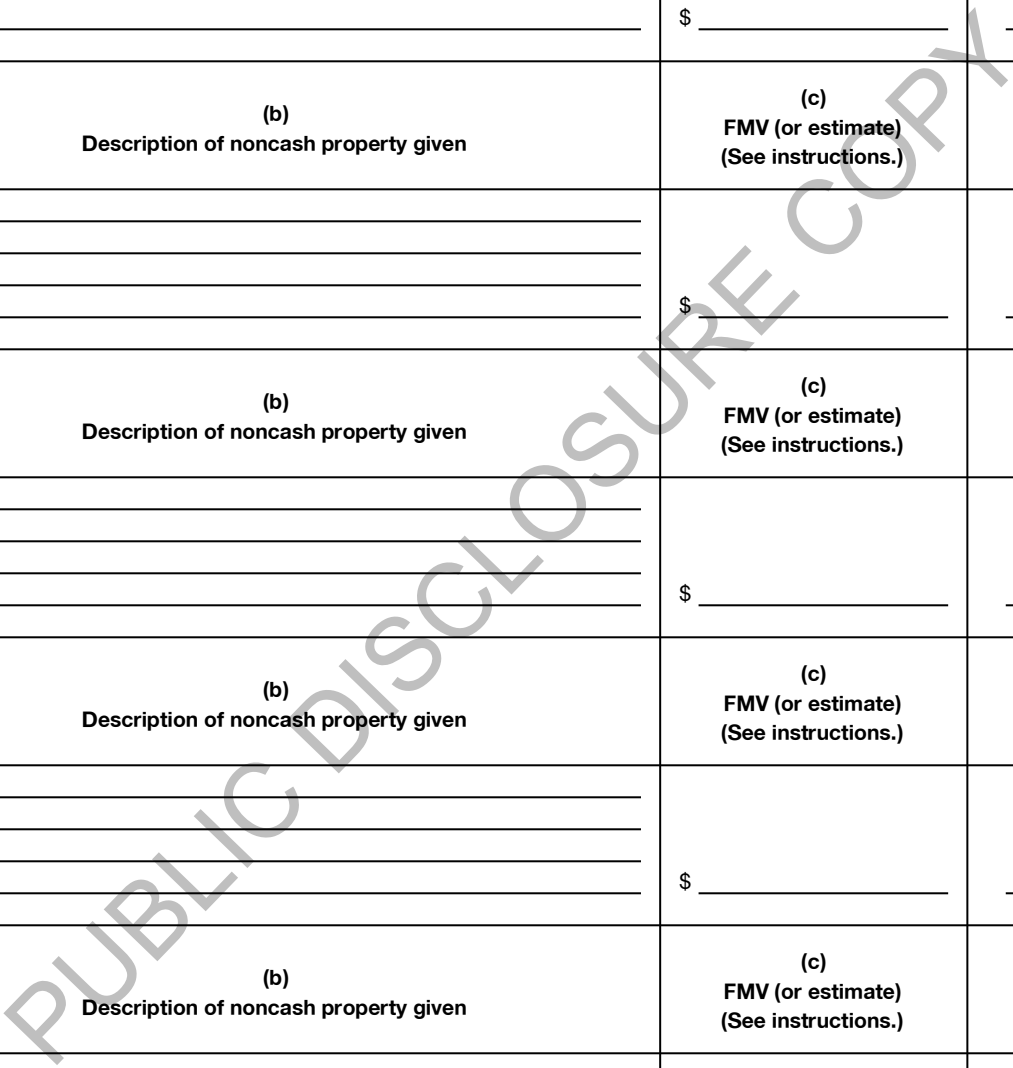 $
(b)
Description of noncash property given
(c)
FMV (or estimate)
(See instructions.)
$
(b)
Description of noncash property given
(c)
FMV (or estimate)
(See instructions.)
$
(b)
Description of noncash property given
(c)
FMV (or estimate)
(See instructions.)
$
(b)
Description of noncash property given
(c)
FMV (or estimate)
(See instructions.)
PUBLIC DISCLOSURE COPY